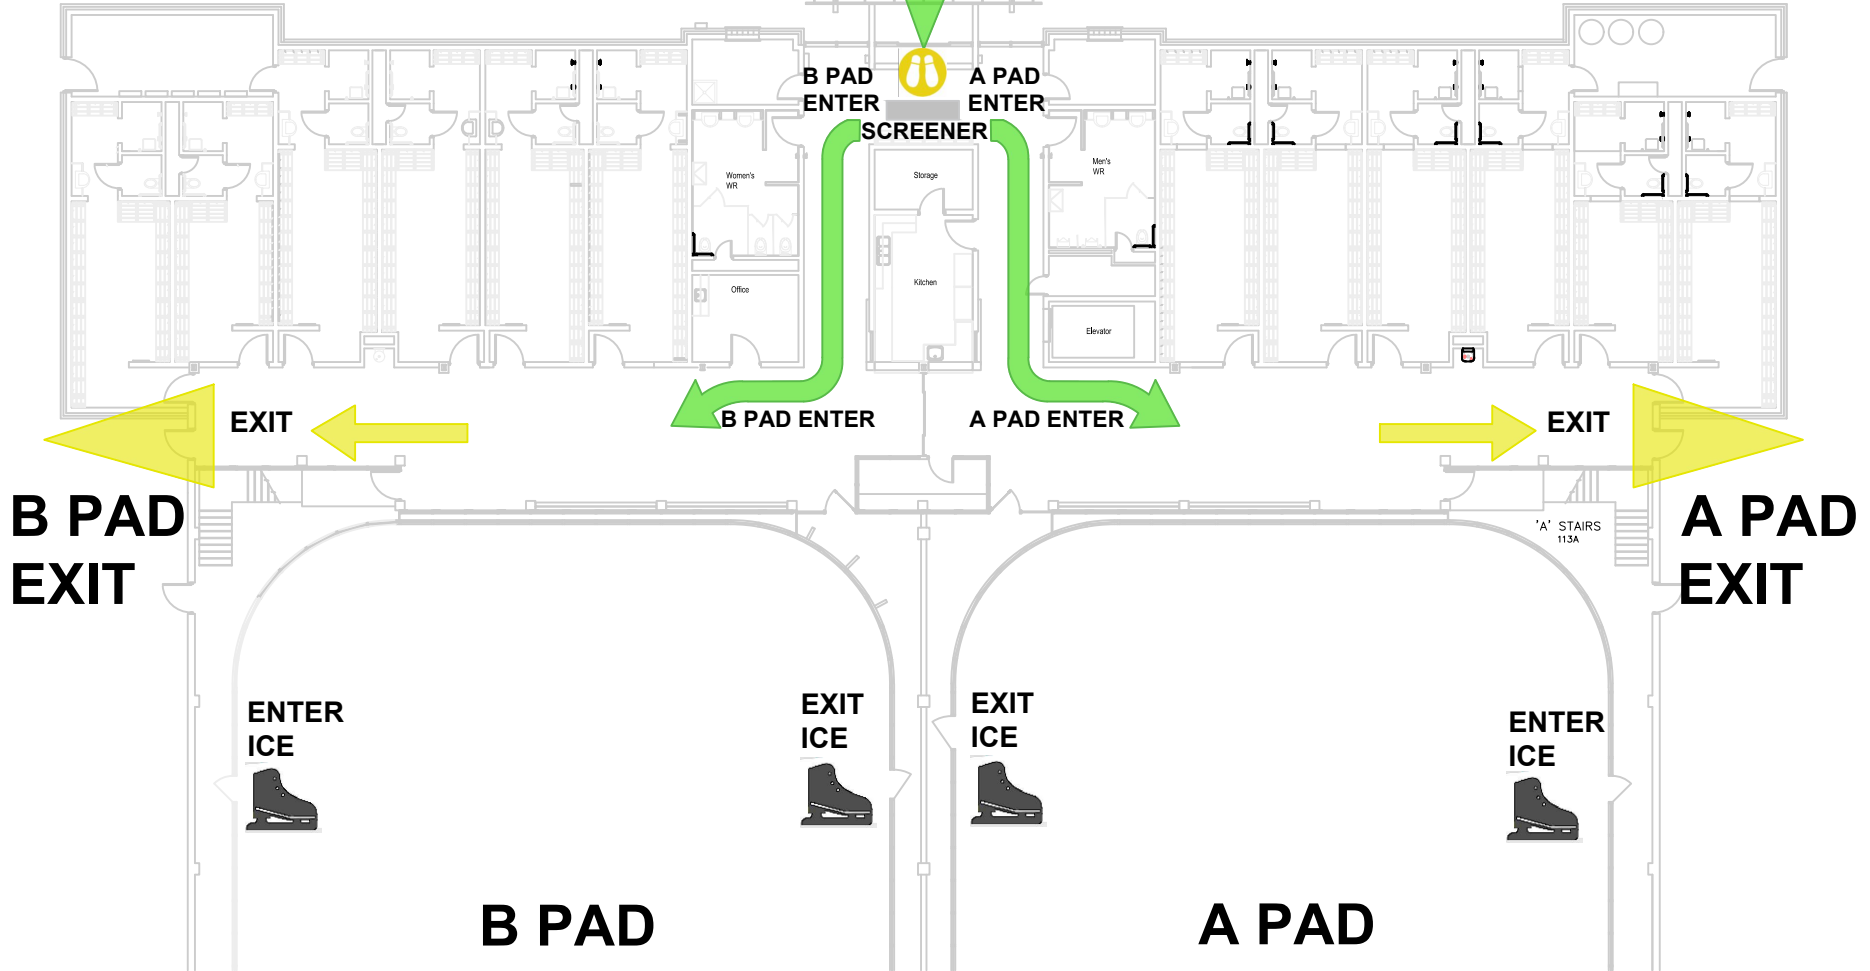 B PAD
ENTER
A PAD
ENTER
SCREENER
Women's
WR
Storage
Men's
WR
Office
Kitchen
Elevator
EXIT
B PAD ENTER
A PAD ENTER
EXIT
B PAD
EXIT
A PAD
EXIT
'A' STAIRS
113A
ENTER
ICE
EXIT
ICE
EXIT
ICE
ENTER
ICE
B PAD
A PAD